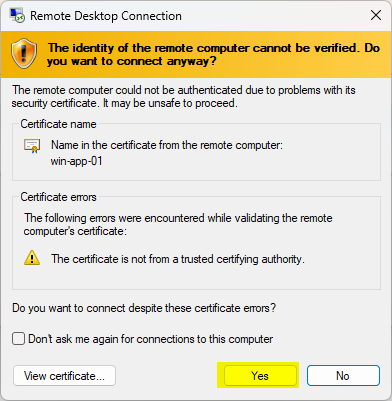 Remote Desktop Connection
The identity of the remote computer cannot be verified. Do
you want to connect anyway?
The remote computer could not be authenticated due to problems with its
security certificate. It may be unsafe to proceed.
Certificate name
Name in the certificate from the remote computer:
win-app-01
Certificate errors
The following errors were encountered while validating the remote
computer's certificate:
The certificate is not from a trusted certifying authority.
Do you want to connect despite these certificate errors?
Don't ask me again for connections to this computer
View certificate...
Yes
No